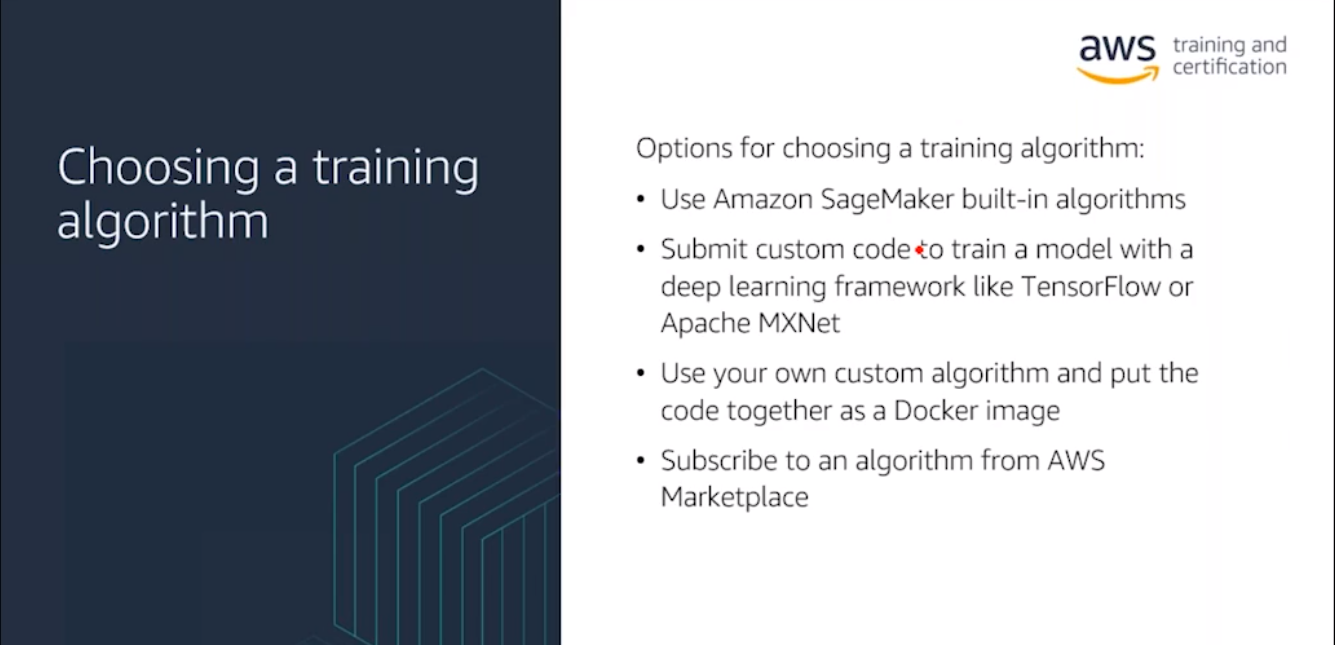 Choosing a training
algorithm
aws training and
certification
Options for choosing a training algorithm:
• Use Amazon SageMaker built-in algorithms
• Submit custom code to train a model with a
deep learning framework like TensorFlow or
Apache MXNet
• Use your own custom algorithm and put the
code together as a Docker image
• Subscribe to an algorithm from AWS
Marketplace